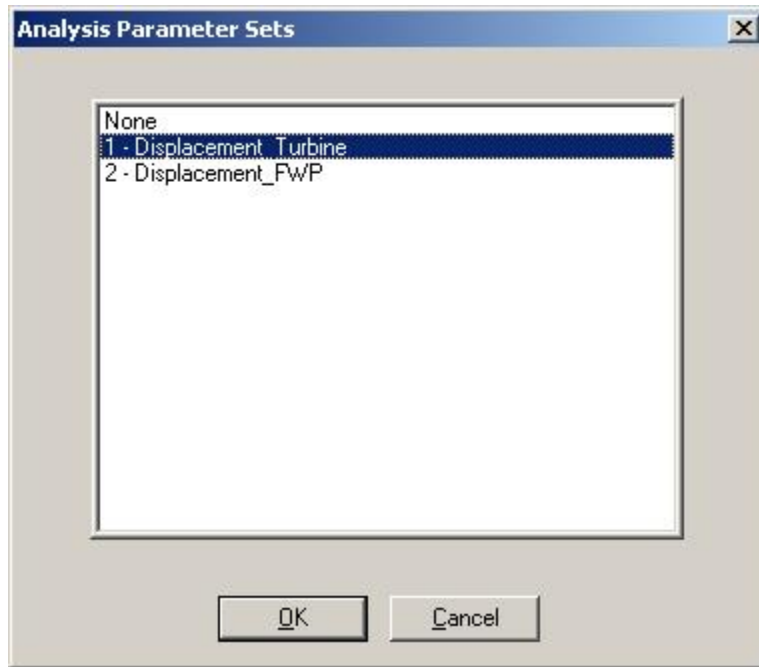 Analysis Parameter Sets
None
1 - Displacement_Turbine
2 - Displacement_FWP
OK
Cancel